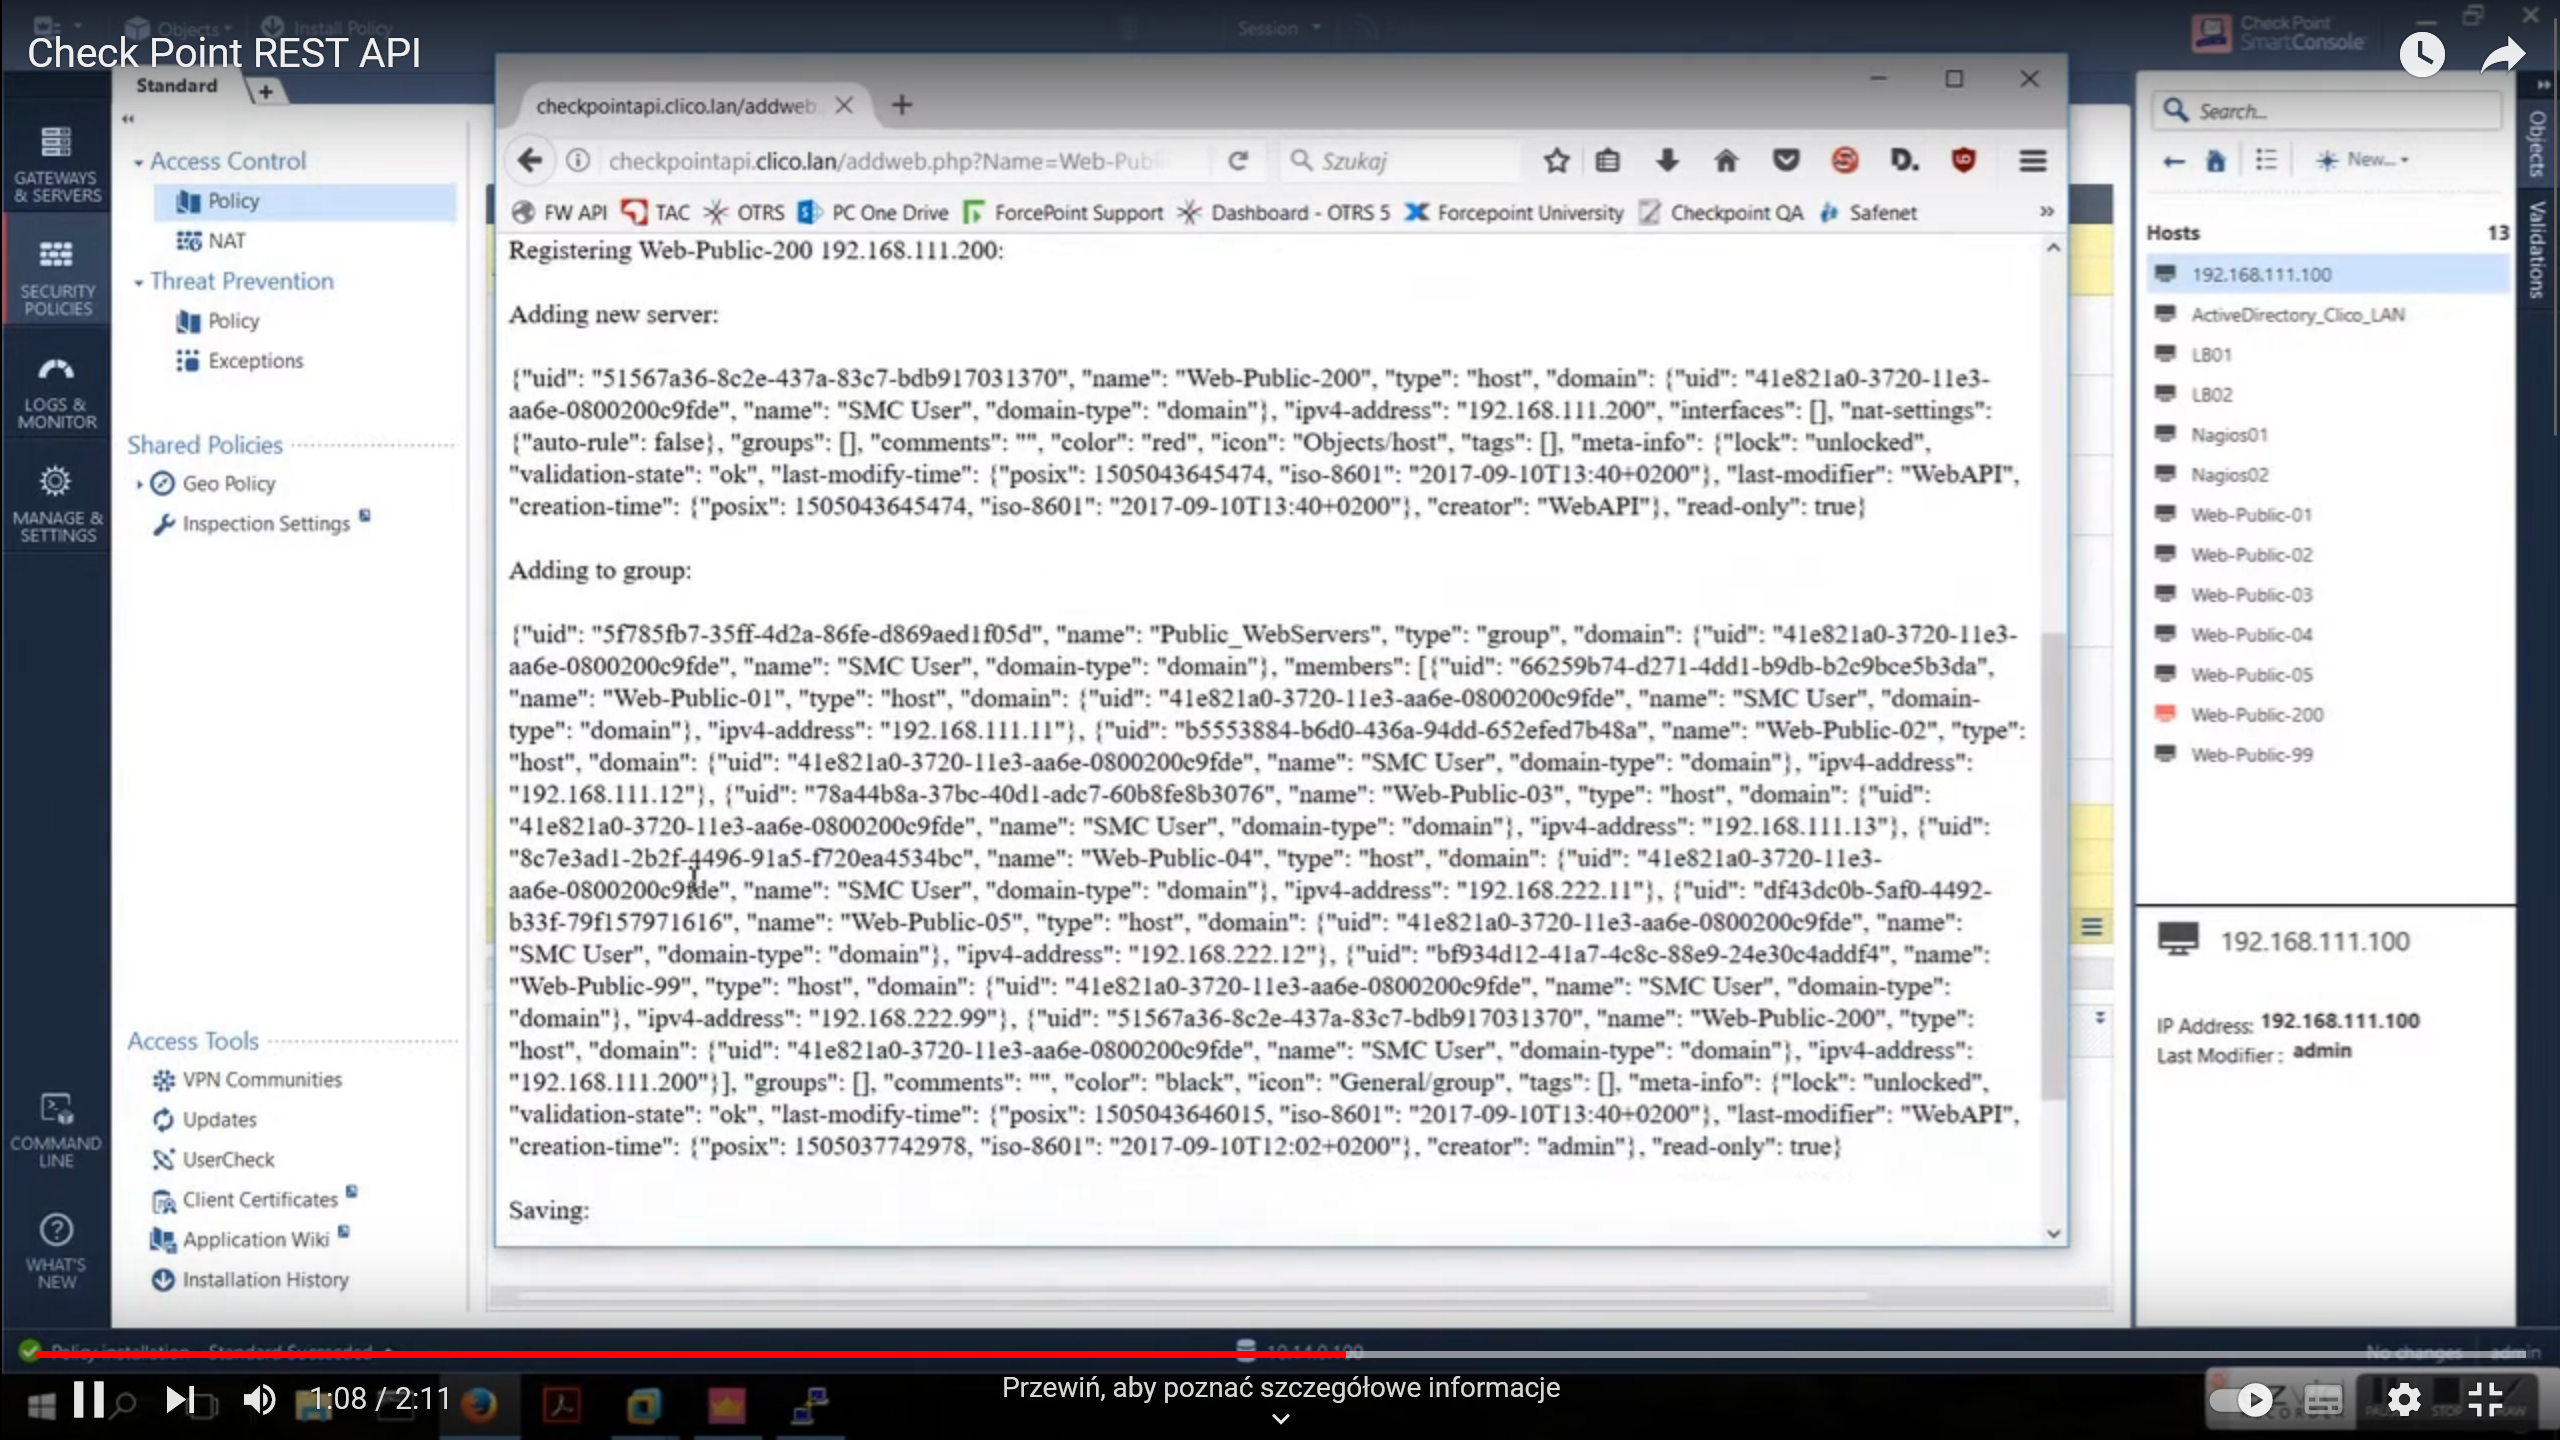 Objects
Install Policy
Session
Check Point
SmartConsole
Check Point REST API
Standard
GATEWAYS
& SERVERS
SECURITY
POLICIES
LOGS &
MONITOR
MANAGE &
SETTINGS
COMMAND
LINE
WHAT'S
NEW
Access Control
Policy
NAT
Threat Prevention
Policy
Exceptions
Shared Policies
Geo Policy
Inspection Settings
Access Tools
VPN Communities
Updates
UserCheck
Client Certificates
Application Wiki
Installation History
checkpointapi.clico.lan/addweb
checkpointapi.clico.lan/addweb.php?Name=Web-Publ
Szukaj
FW API TAC OTRS PC One Drive ForcePoint Support Dashboard - OTRS 5 Forcepoint University Checkpoint QA Safenet »
Registering Web-Public-200 192.168.111.200:
Adding new server:
{"uid": "51567a36-8c2e-437a-83c7-bdb917031370", "name": "Web-Public-200", "type": "host", "domain": {"uid": "41e821a0-3720-11e3-
aa6e-0800200c9fde", "name": "SMC User", "domain-type": "domain"}, "ipv4-address": "192.168.111.200", "interfaces": [], "nat-settings":
{"auto-rule": false}, "groups": [], "comments": "", "color": "red", "icon": "Objects/host", "tags": [], "meta-info": {"lock": "unlocked",
"validation-state": "ok", "last-modify-time": {"posix": 1505043645474, "iso-8601": "2017-09-10T13:40+0200"}, "last-modifier": "WebAPI",
"creation-time": {"posix": 1505043645474, "iso-8601": "2017-09-10T13:40+0200"}, "creator": "WebAPI"}, "read-only": true}
Adding to group:
{"uid": "5f785fb7-35ff-4d2a-86fe-d869aed1f05d", "name": "Public_WebServers", "type": "group", "domain": {"uid": "41e821a0-3720-11e3-
aa6e-0800200c9fde", "name": "SMC User", "domain-type": "domain"}, "members": [{"uid": "66259b74-d271-4dd1-b9db-b2c9bce5b3da",
"name": "Web-Public-01", "type": "host", "domain": {"uid": "41e821a0-3720-11e3-aa6e-0800200c9fde", "name": "SMC User", "domain-
type": "domain"}, "ipv4-address": "192.168.111.11"}, {"uid": "b5553884-b6d0-436a-94dd-652efed7b48a", "name": "Web-Public-02", "type":
"host", "domain": {"uid": "41e821a0-3720-11e3-aa6e-0800200c9fde", "name": "SMC User", "domain-type": "domain"}, "ipv4-address":
"192.168.111.12"}, {"uid": "78a44b8a-37bc-40d1-adc7-60b8fe8b3076", "name": "Web-Public-03", "type": "host", "domain": {"uid":
"41e821a0-3720-11e3-aa6e-0800200c9fde", "name": "SMC User", "domain-type": "domain"}, "ipv4-address": "192.168.111.13"}, {"uid":
"8c7e3ad1-2b2f-4496-91a5-f720ea4534bc", "name": "Web-Public-04", "type": "host", "domain": {"uid": "41e821a0-3720-11e3-
aa6e-0800200c9fde", "name": "SMC User", "domain-type": "domain"}, "ipv4-address": "192.168.222.11"}, {"uid": "df43dc0b-5af0-4492-
b33f-79f157971616", "name": "Web-Public-05", "type": "host", "domain": {"uid": "41e821a0-3720-11e3-aa6e-0800200c9fde", "name":
"SMC User", "domain-type": "domain"}, "ipv4-address": "192.168.222.12"}, {"uid": "bf934d12-41a7-4c8c-88e9-24e30c4addf4", "name":
"Web-Public-99", "type": "host", "domain": {"uid": "41e821a0-3720-11e3-aa6e-0800200c9fde", "name": "SMC User", "domain-type":
"domain"}, "ipv4-address": "192.168.222.99"}, {"uid": "51567a36-8c2e-437a-83c7-bdb917031370", "name": "Web-Public-200", "type":
"host", "domain": {"uid": "41e821a0-3720-11e3-aa6e-0800200c9fde", "name": "SMC User", "domain-type": "domain"}, "ipv4-address":
"192.168.111.200"}], "groups": [], "comments": "", "color": "black", "icon": "General/group", "tags": [], "meta-info": {"lock": "unlocked",
"validation-state": "ok", "last-modify-time": {"posix": 1505043646015, "iso-8601": "2017-09-10T13:40+0200"}, "last-modifier": "WebAPI",
"creation-time": {"posix": 1505037742978, "iso-8601": "2017-09-10T12:02+0200"}, "creator": "admin"}, "read-only": true}
Saving:
Search...
New...
Hosts 13
192.168.111.100
ActiveDirectory_Clico_LAN
LB01
LB02
Nagios01
Nagios02
Web-Public-01
Web-Public-02
Web-Public-03
Web-Public-04
Web-Public-05
Web-Public-200
Web-Public-99
192.168.111.100
IP Address: 192.168.111.100
Last Modifier : admin
Objects
Validations
Policy installation - Standard Succeeded
No changes admin
1:08 / 2:11
Przewiń, aby poznać szczegółowe informacje